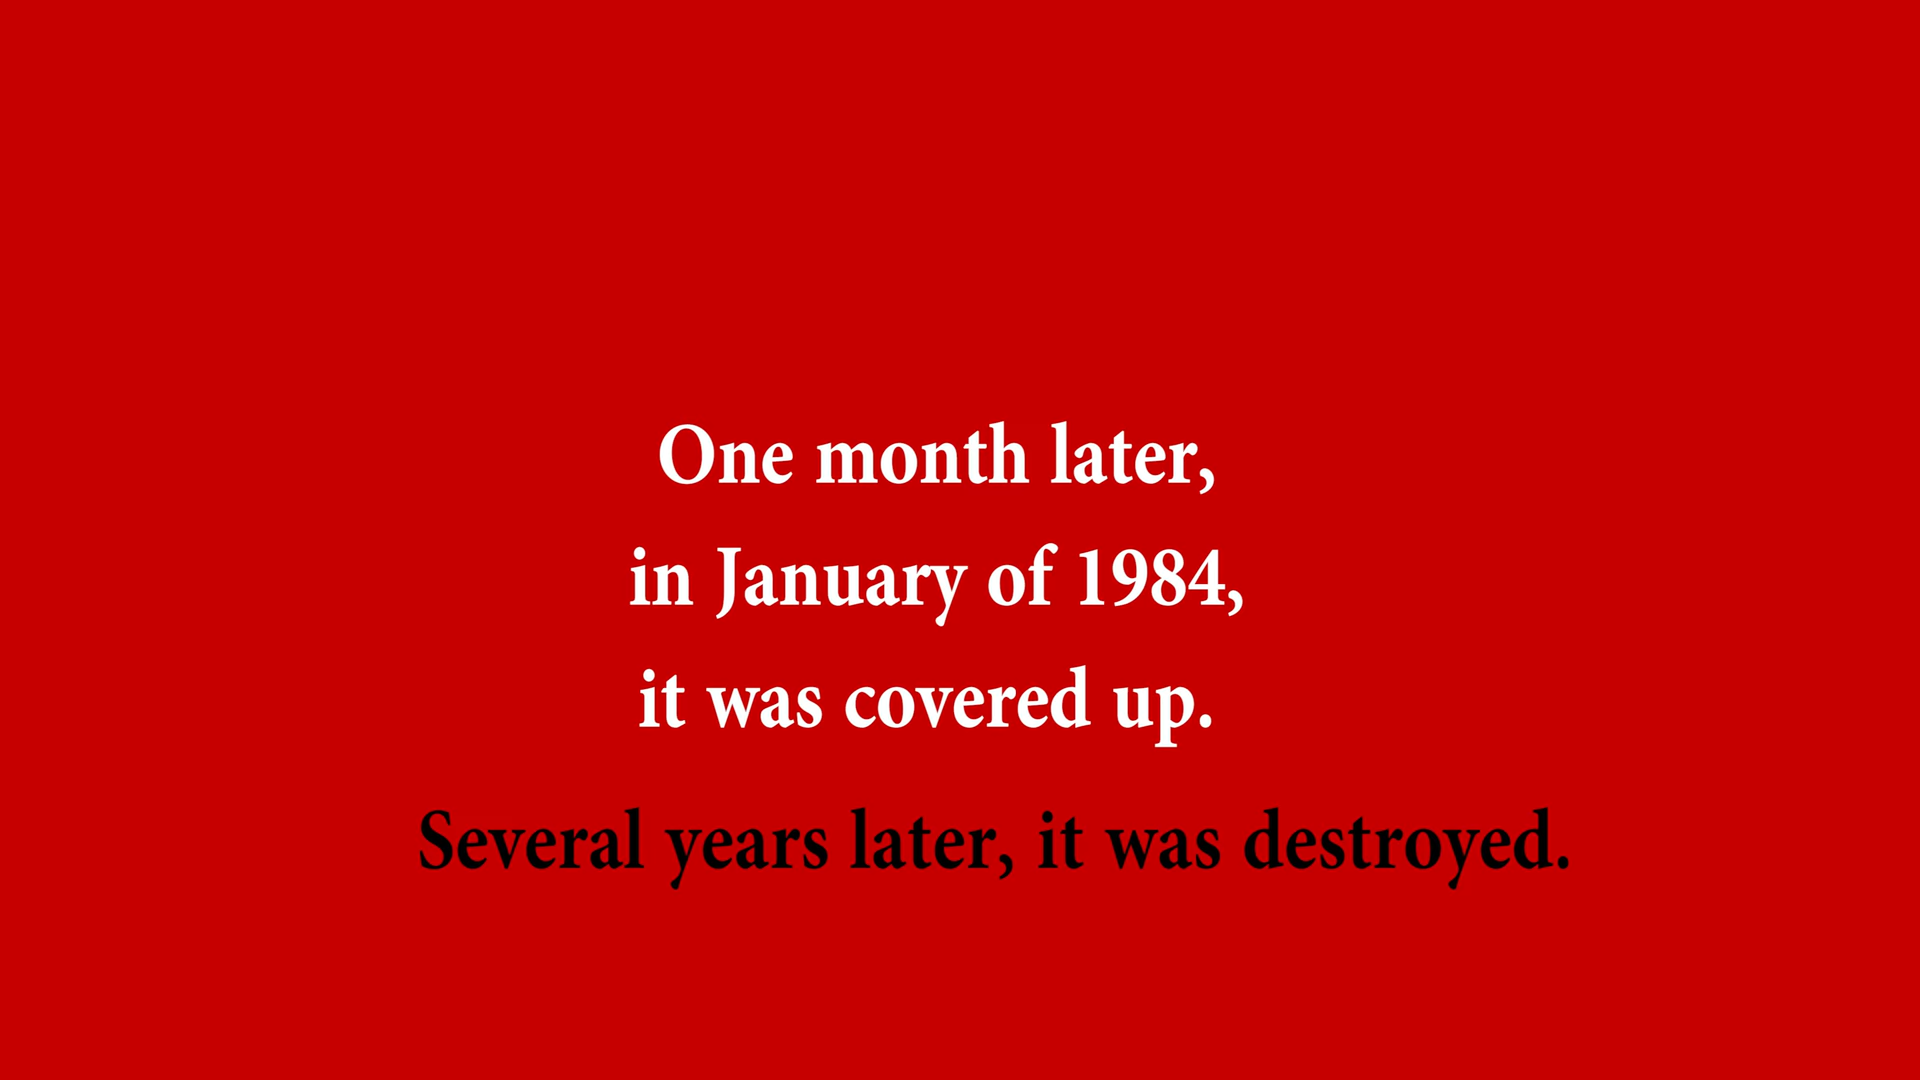 One month later,
in January of 1984,
it was covered up.
Several years later, it was destroyed.